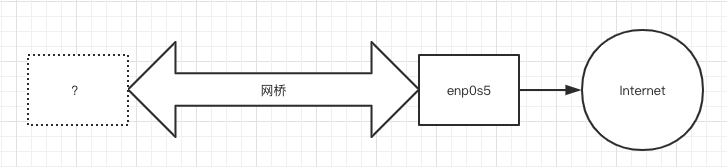 ?
网桥
enp0s5
Internet